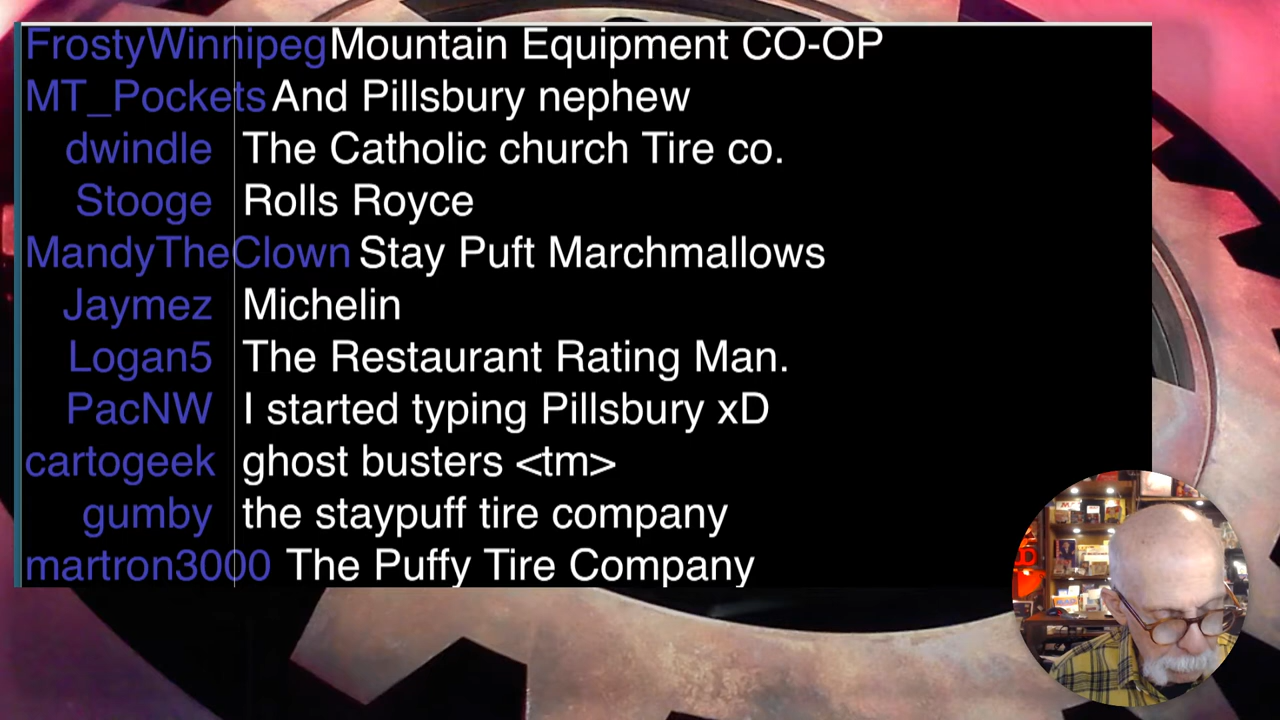 FrostyWinnipeg Mountain Equipment CO-OP
MT_Pockets And Pillsbury nephew
dwindle The Catholic church Tire co.
Stooge Rolls Royce
MandyTheClown Stay Puft Marchmallows
Jaymez Michelin
Logan5 The Restaurant Rating Man.
PacNW I started typing Pillsbury xD
cartogeek ghost busters <tm>
gumby the staypuff tire company
martron3000 The Puffy Tire Company